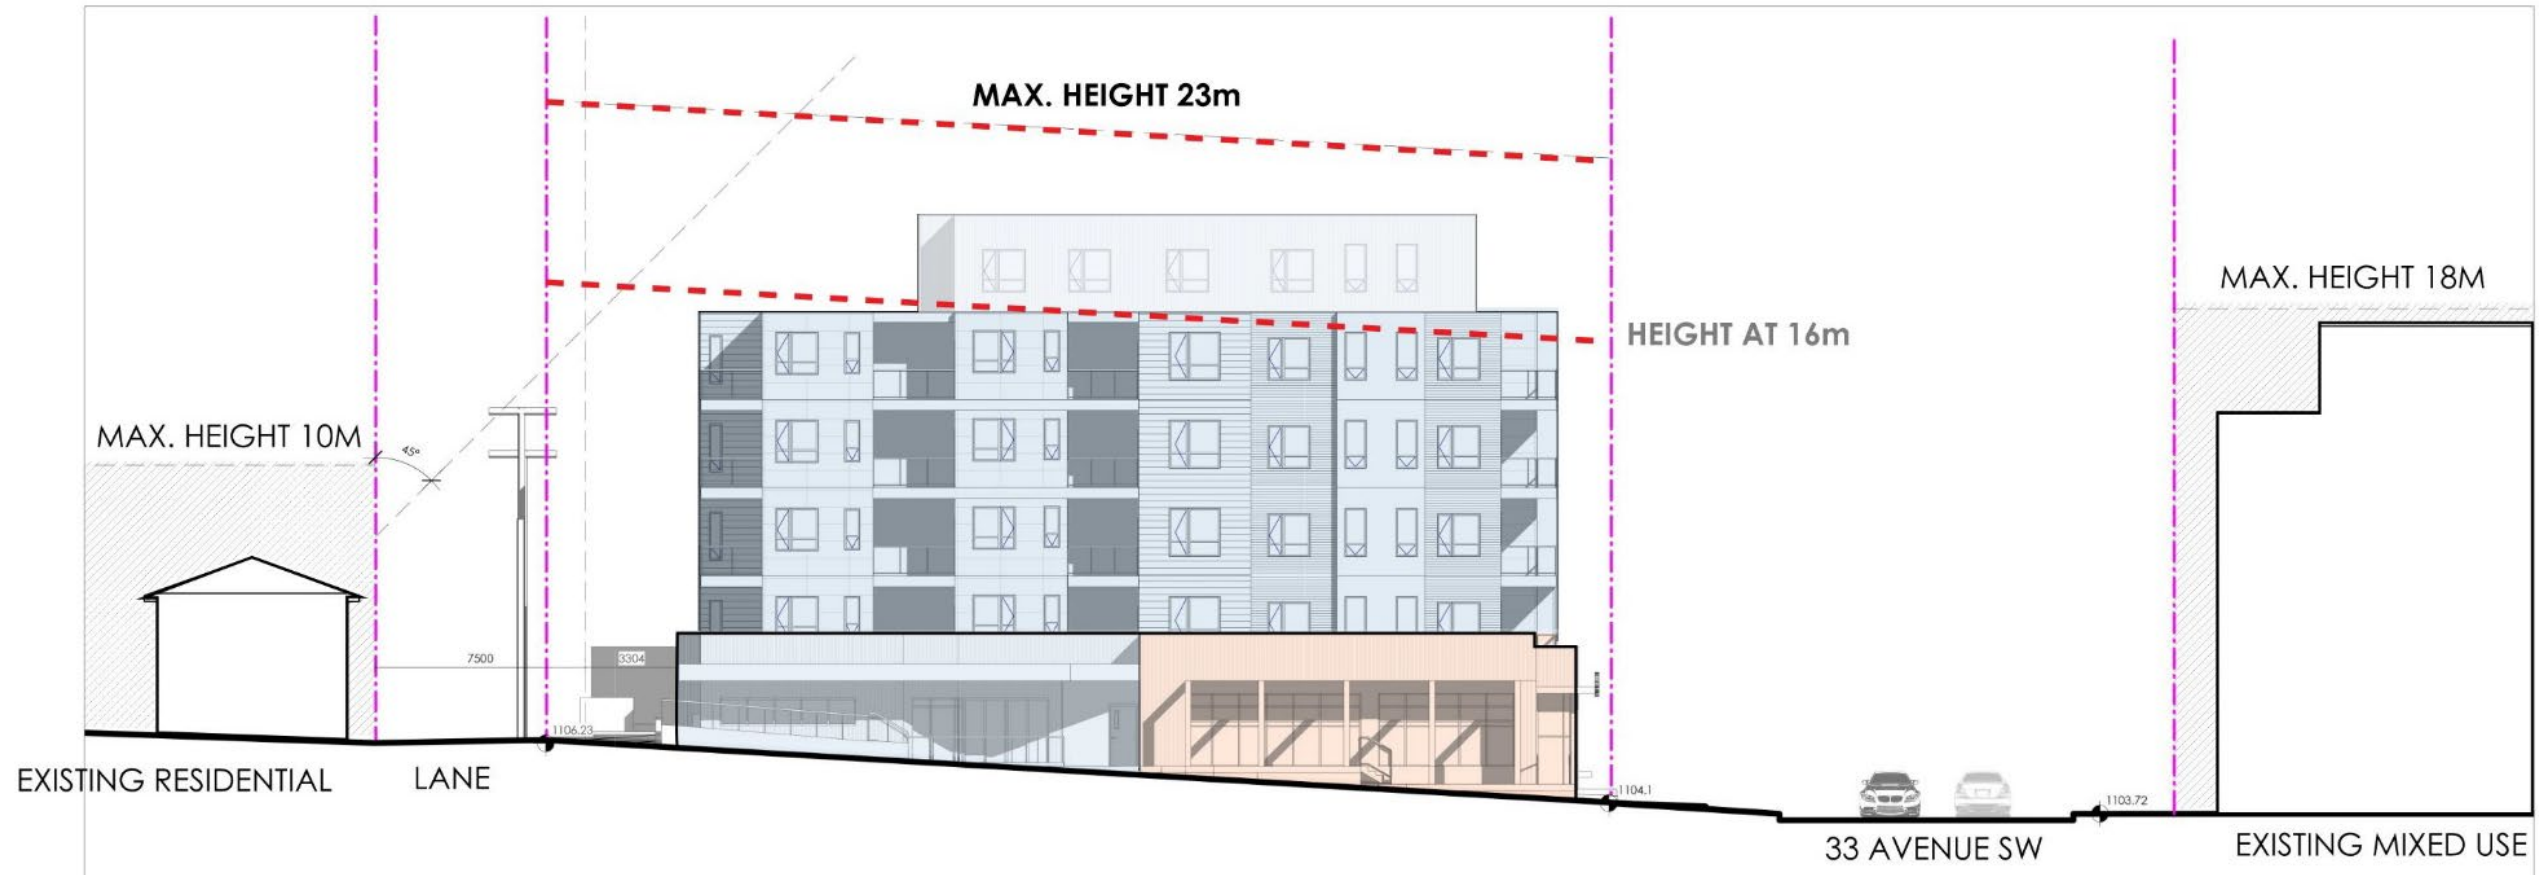 MAX. HEIGHT 23m
MAX. HEIGHT 18M
HEIGHT AT 16m
MAX. HEIGHT 10M
45°
7500
3304
1106.23
1104.1
1103.72
EXISTING RESIDENTIAL
LANE
33 AVENUE SW
EXISTING MIXED USE